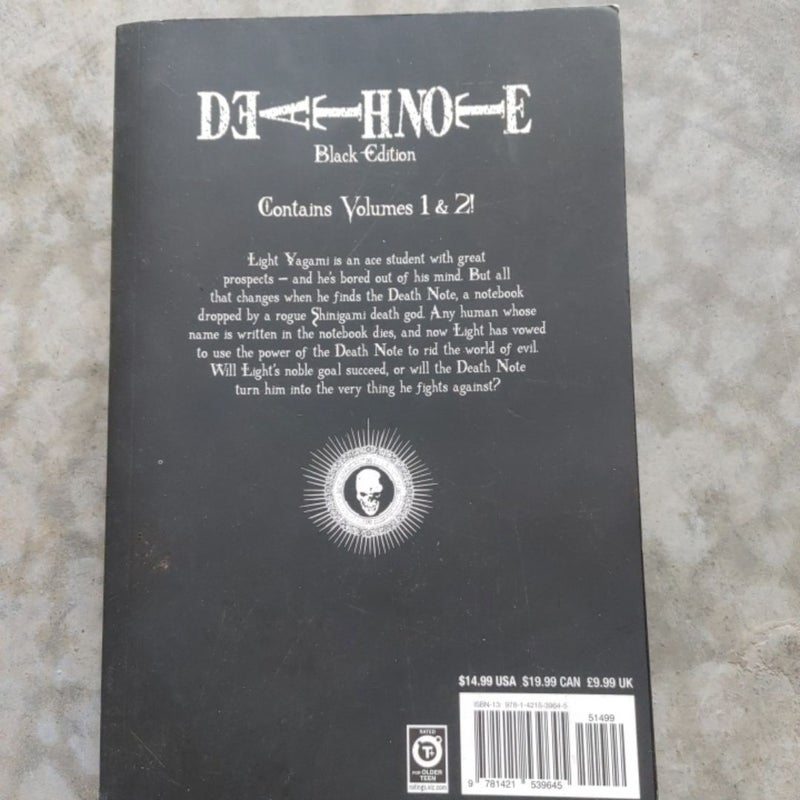 DEATH NOTE
Black Edition
Contains Volumes 1 & 2!
Light Yagami is an ace student with great
prospects – and he's bored out of his mind. But all
that changes when he finds the Death Note, a notebook
dropped by a rogue Shinigami death god. Any human whose
name is written in the notebook dies, and now Light has vowed
to use the power of the Death Note to rid the world of evil.
Will Light's noble goal succeed, or will the Death Note
turn him into the very thing he fights against?
$14.99 USA $19.99 CAN £9.99 UK
ISBN-13: 978-1-4215-3964-5
51499
9 781421 539645
RATED
T+
FOR OLDER
TEEN
ratings.viz.com